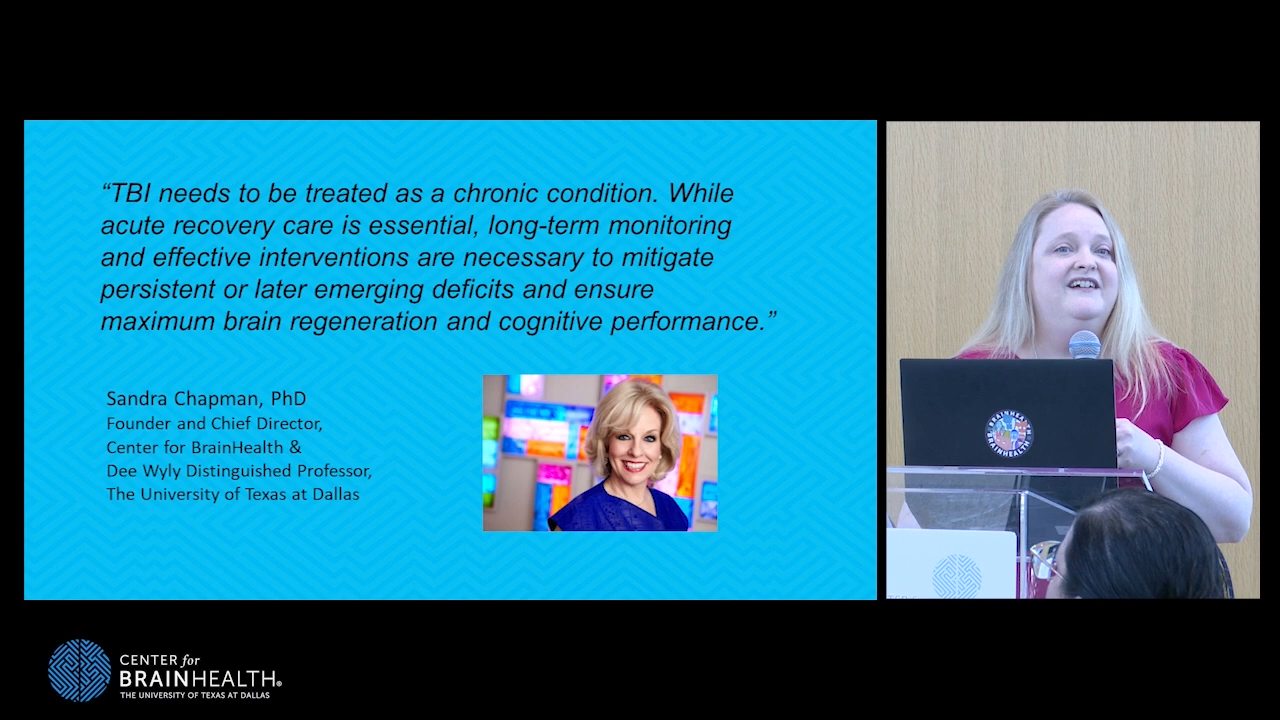 “TBI needs to be treated as a chronic condition. While
acute recovery care is essential, long-term monitoring
and effective interventions are necessary to mitigate
persistent or later emerging deficits and ensure
maximum brain regeneration and cognitive performance.”
Sandra Chapman, PhD
Founder and Chief Director,
Center for BrainHealth &
Dee Wyly Distinguished Professor,
The University of Texas at Dallas
BRAINHEALTH
BRAINHEALTH
CENTER for
BRAINHEALTH®
THE UNIVERSITY OF TEXAS AT DALLAS